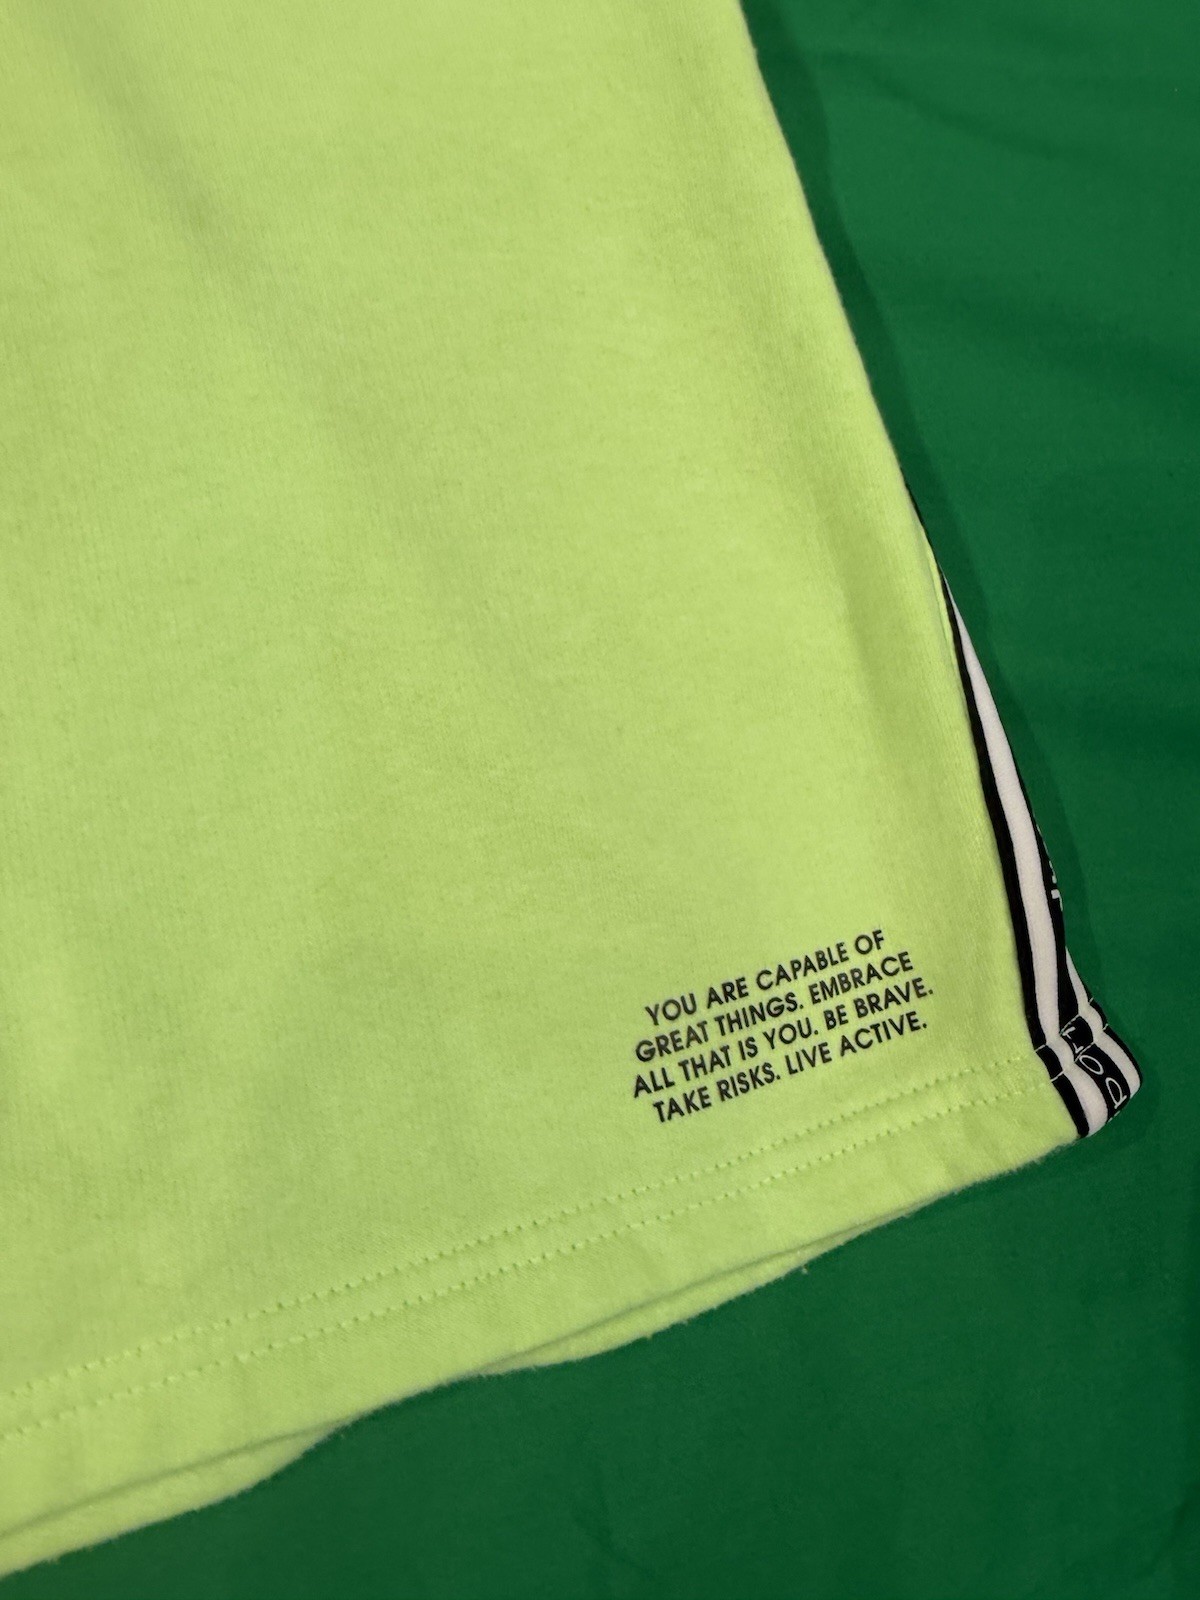 YOU ARE CAPABLE OF
GREAT THINGS. EMBRACE
ALL THAT IS YOU. BE BRAVE.
TAKE RISKS. LIVE ACTIVE.